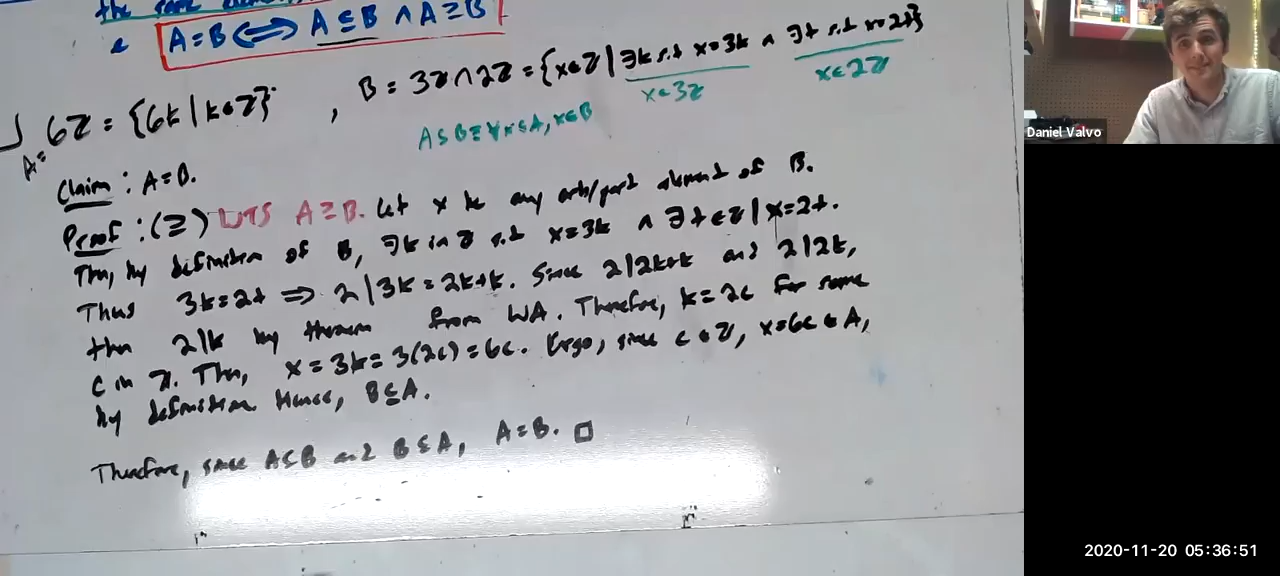 the same elements,
A=B ⟺ A⊆B ∧ A⊇B
A= 6ℤ = {6k | k∈ℤ}, B = 3ℤ∩2ℤ = {x∈ℤ | ∃k s.t x=3k ∧ ∃t s.t x=2t}
x∈3ℤ x∈2ℤ
A⊆B ≡ ∀x∈A, x∈B
Claim: A=B.
Proof: (⊇) WTS A⊇B. Let x be any arb/part element of B.
Then, by definition of B, ∃k in ℤ s.t x=3k ∧ ∃t∈ℤ | x=2t.
Thus 3k=2t ⟹ 2|3k=2k+k. Since 2|2k+k and 2|2k,
then 2|k by theorem from WA. Therefore, k=2c for some
c in ℤ. Then, x=3k=3(2c)=6c. Ergo, since c∈ℤ, x=6c∈A,
by definition. Hence, B⊆A.
Therefore, since A⊆B and B⊆A, A=B. □
Daniel Valvo
2020-11-20 05:36:51